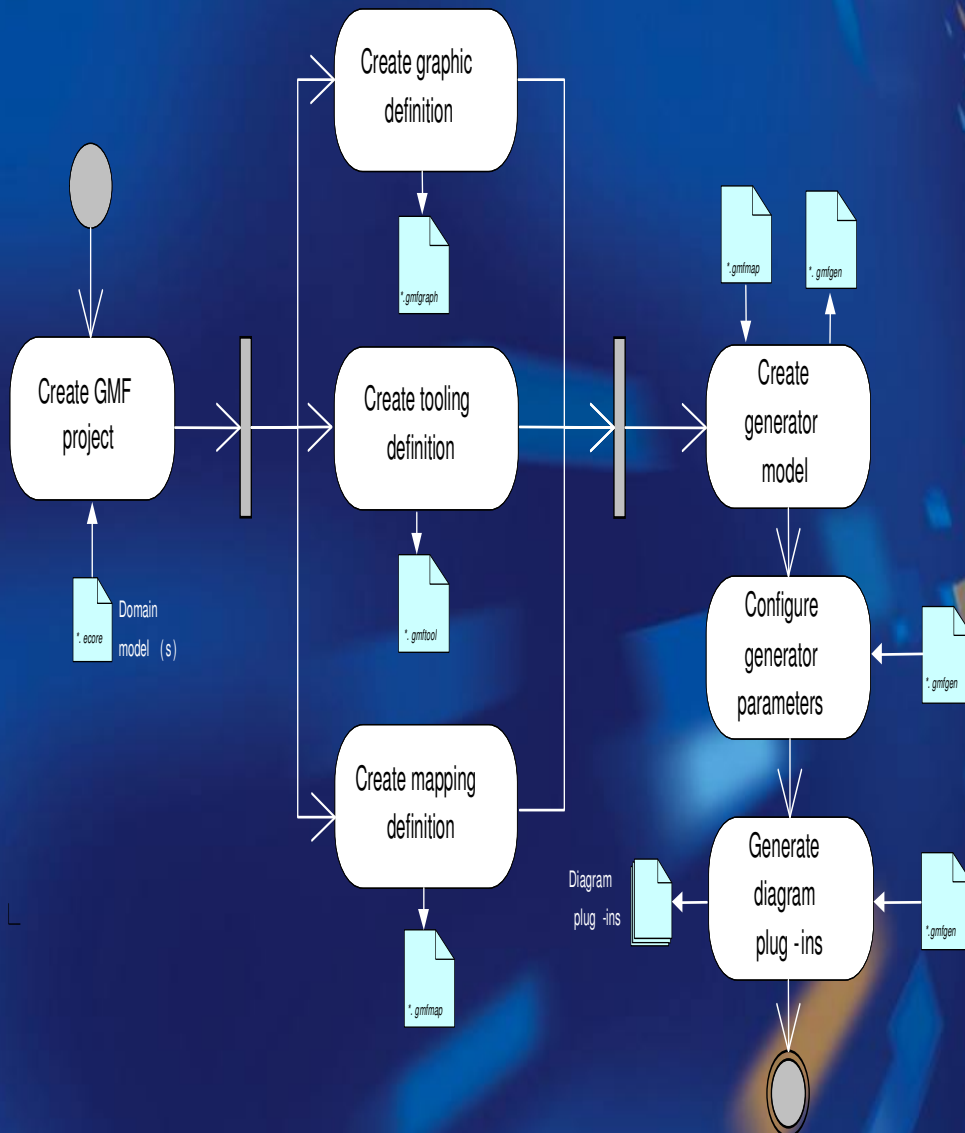 Create graphic
definition
*.gmfgraph
Create GMF
project
*. ecore
Domain
model (s)
Create tooling
definition
*. gmftool
Create mapping
definition
*. gmfmap
*.gmfmap
*. gmfgen
Create
generator
model
Configure
generator
parameters
*. gmfgen
Generate
diagram
plug -ins
Diagram
plug -ins
*.gmfgen